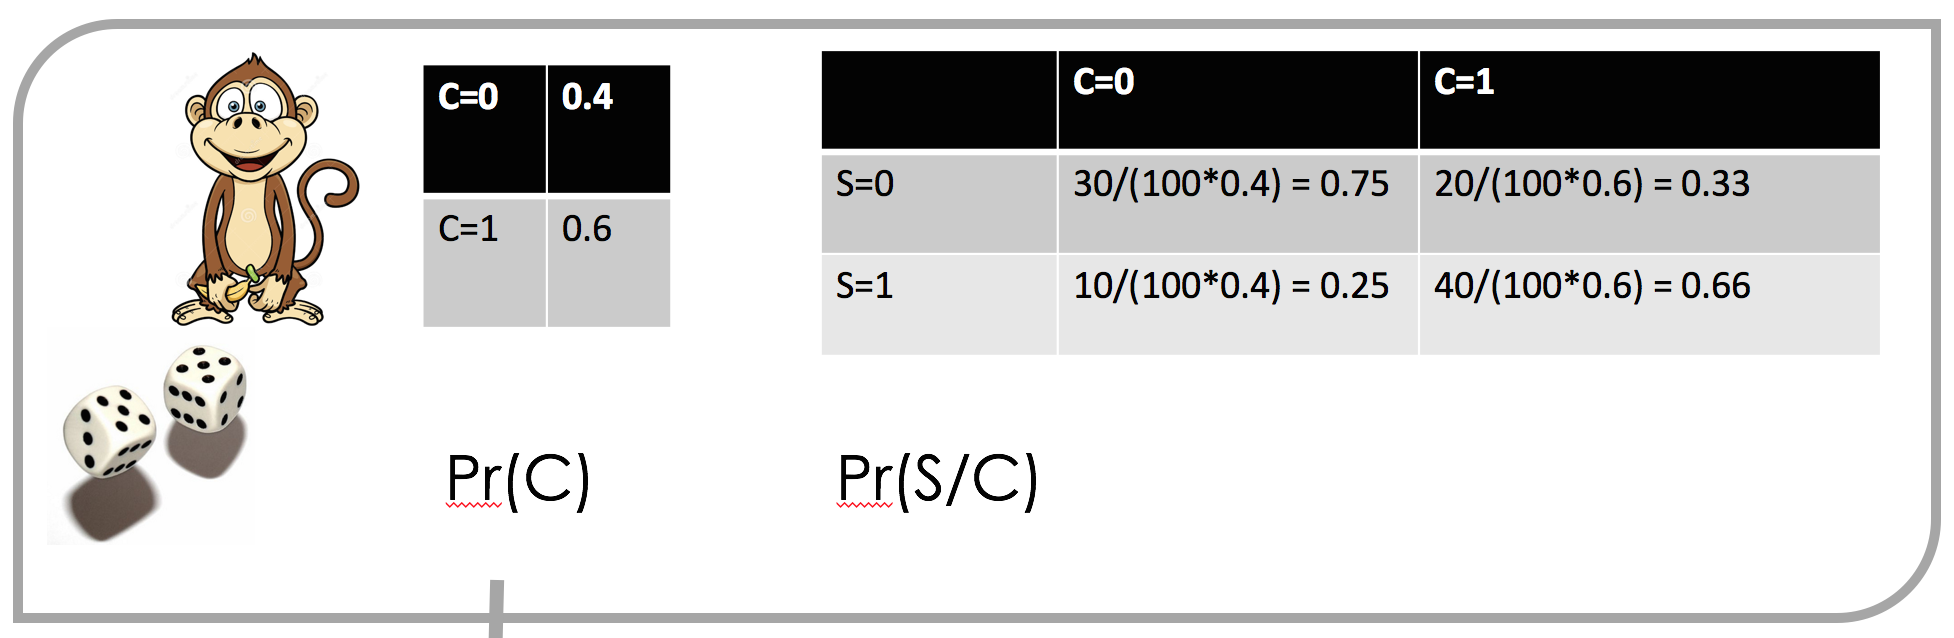 C=0 0.4
C=1 0.6
C=0 C=1
S=0 30/(100*0.4) = 0.75 20/(100*0.6) = 0.33
S=1 10/(100*0.4) = 0.25 40/(100*0.6) = 0.66
Pr(C) Pr(S/C)